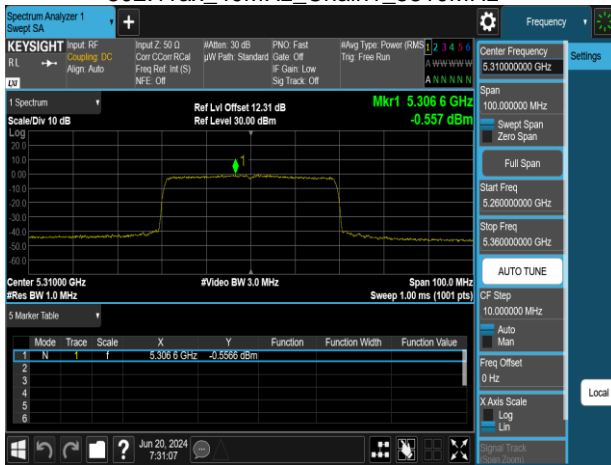 Spectrum Analyzer 1
Swept SA
Frequency
KEYSIGHT Input: RF
RL
Coupling: DC
Align: Auto
LXI
Input Z: 50 Ω
Corr CCorr RCal
Freq Ref: Int (S)
NFE: Off
#Atten: 30 dB
µW Path: Standard
PNO: Fast
Gate: Off
IF Gain: Low
Sig Track: Off
#Avg Type: Power (RMS
Trig: Free Run
1 2 3 4 5 6
A W W W W W
A N N N N N
Center Frequency
5.310000000 GHz
Settings
Span
100.000000 MHz
Swept Span
Zero Span
Full Span
Start Freq
5.260000000 GHz
Stop Freq
5.360000000 GHz
AUTO TUNE
CF Step
10.000000 MHz
Auto
Man
Freq Offset
0 Hz
X Axis Scale
Log
Lin
Signal Track
(Span Zoom)
Local
1 Spectrum
Scale/Div 10 dB
Ref Lvl Offset 12.31 dB
Ref Level 30.00 dBm
Mkr1 5.306 6 GHz
-0.557 dBm
Log
20.0
10.0
0.00
-10.0
-20.0
-30.0
-40.0
-50.0
-60.0
1
Center 5.31000 GHz
#Res BW 1.0 MHz
#Video BW 3.0 MHz
Span 100.0 MHz
Sweep 1.00 ms (1001 pts)
5 Marker Table
Mode Trace Scale X Y Function Function Width Function Value
1 N 1 f 5.306 6 GHz -0.5566 dBm
2
3
4
5
6
?
Jun 20, 2024
7:31:07